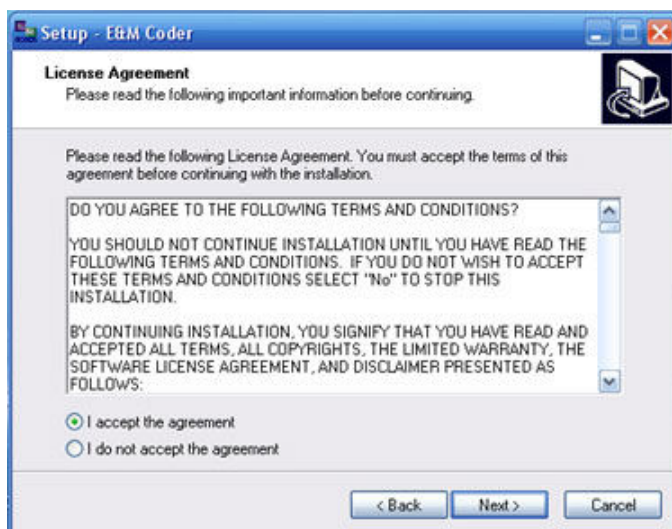 Setup - E&M Coder
License Agreement
Please read the following important information before continuing.
Please read the following License Agreement. You must accept the terms of this
agreement before continuing with the installation.
DO YOU AGREE TO THE FOLLOWING TERMS AND CONDITIONS?
YOU SHOULD NOT CONTINUE INSTALLATION UNTIL YOU HAVE READ THE
FOLLOWING TERMS AND CONDITIONS. IF YOU DO NOT WISH TO ACCEPT
THESE TERMS AND CONDITIONS SELECT "No" TO STOP THIS
INSTALLATION.
BY CONTINUING INSTALLATION, YOU SIGNIFY THAT YOU HAVE READ AND
ACCEPTED ALL TERMS, ALL COPYRIGHTS, THE LIMITED WARRANTY, THE
SOFTWARE LICENSE AGREEMENT, AND DISCLAIMER PRESENTED AS
FOLLOWS:
I accept the agreement
I do not accept the agreement
< Back Next > Cancel